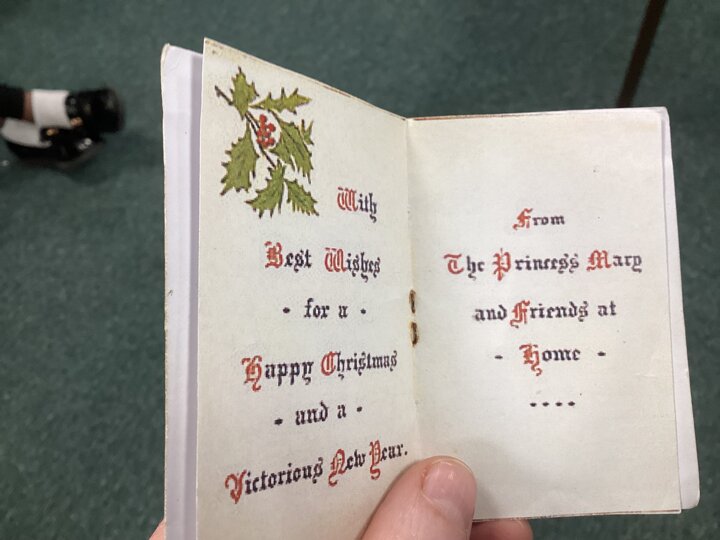 With
Best Wishes
• for a •
Happy Christmas
• and a •
Victorious New Year.
From
The Princess Mary
and Friends at
• Home •
• • • •